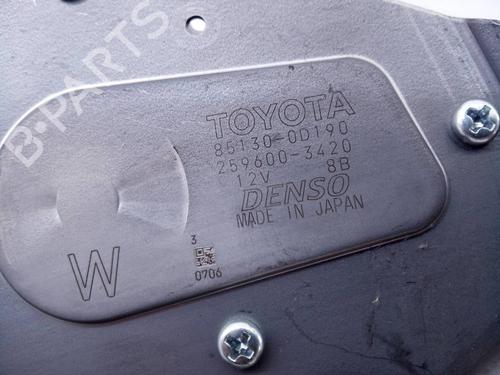 B-PARTS
TOYOTA
85130-0D190
259600-3420
12V 8B
DENSO
MADE IN JAPAN
W
3
0706